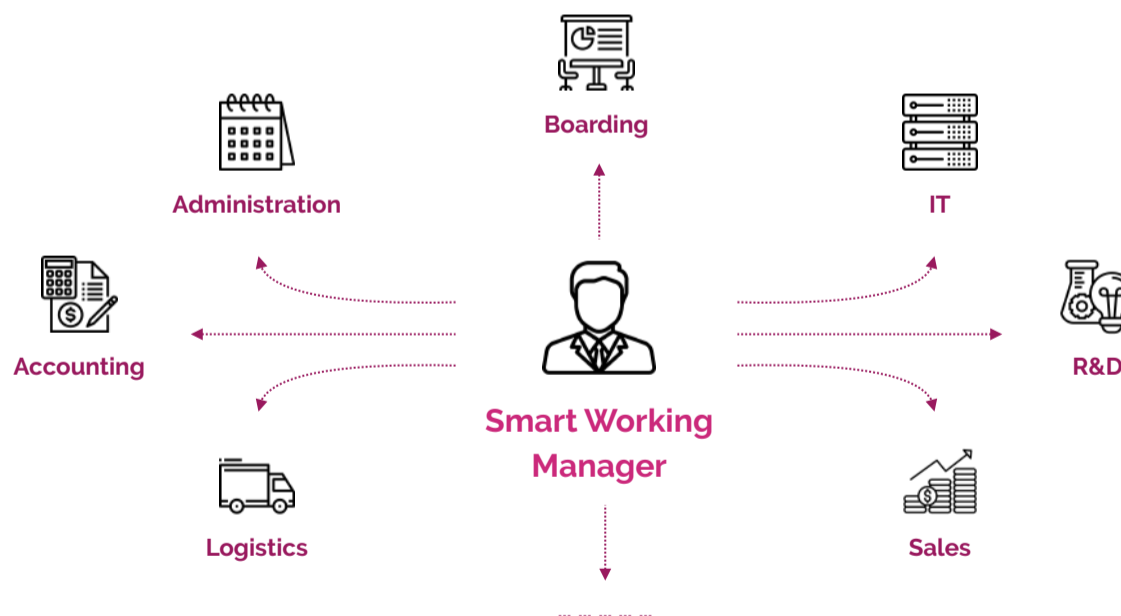 Boarding
Administration
IT
Accounting
R&D
Smart Working
Manager
Logistics
Sales